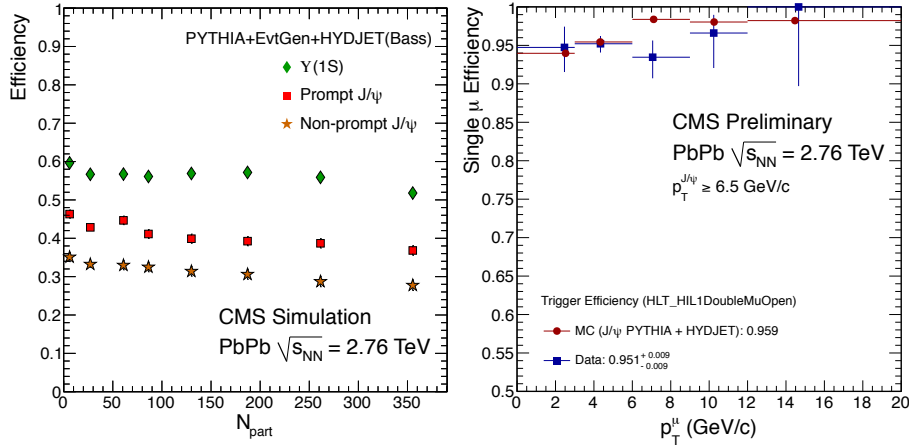 Efficiency
1
0.9
0.8
0.7
0.6
0.5
0.4
0.3
0.2
0.1
0
PYTHIA+EvtGen+HYDJET(Bass)
ϒ(1S)
Prompt J/ψ
Non-prompt J/ψ
CMS Simulation
PbPb √s_NN = 2.76 TeV
0 50 100 150 200 250 300 350
N_part
Single μ Efficiency
1
0.95
0.9
0.85
0.8
0.75
0.7
0.65
0.6
0.55
0.5
CMS Preliminary
PbPb √s_NN = 2.76 TeV
p_T^{J/ψ} ≥ 6.5 GeV/c
Trigger Efficiency (HLT_HIL1DoubleMuOpen)
MC (J/ψ PYTHIA + HYDJET): 0.959
Data: 0.951^{+ 0.009}_{- 0.009}
0 2 4 6 8 10 12 14 16 18 20
p_T^μ (GeV/c)